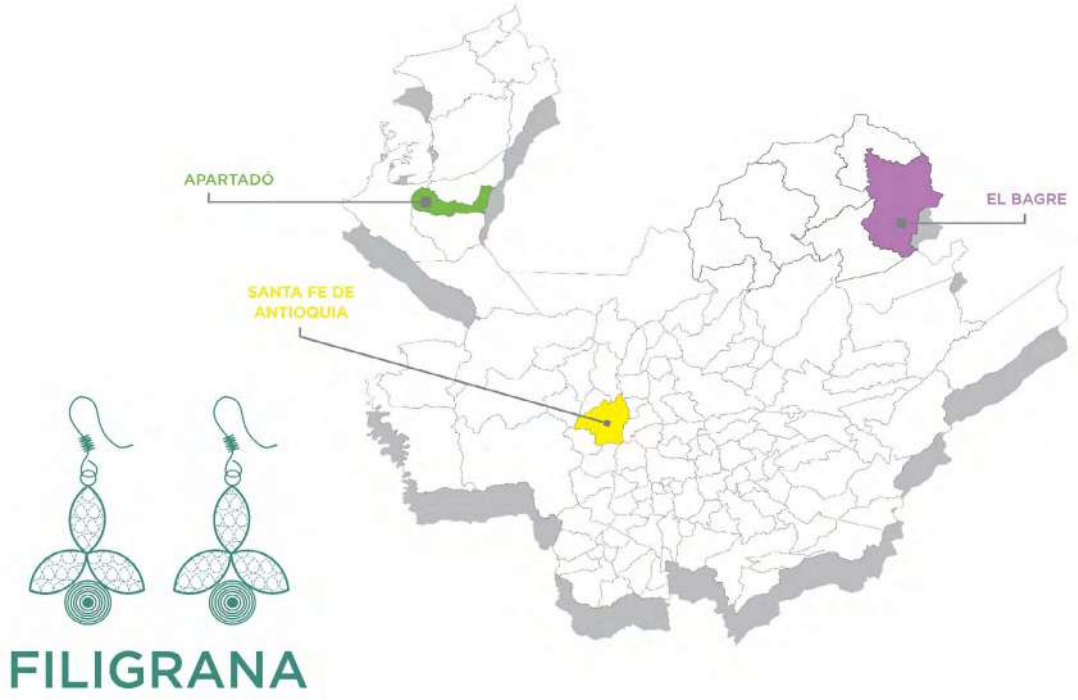 APARTADÓ
EL BAGRE
SANTA FE DE
ANTIOQUIA
FILIGRANA